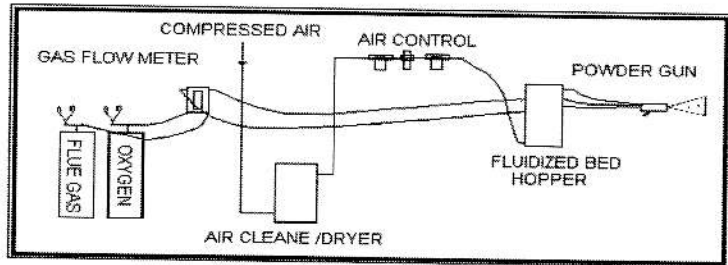 COMPRESSED AIR
AIR CONTROL
GAS FLOW METER
POWDER GUN
FLUE GAS
OXYGEN
FLUIDIZED BED
HOPPER
AIR CLEANE /DRYER